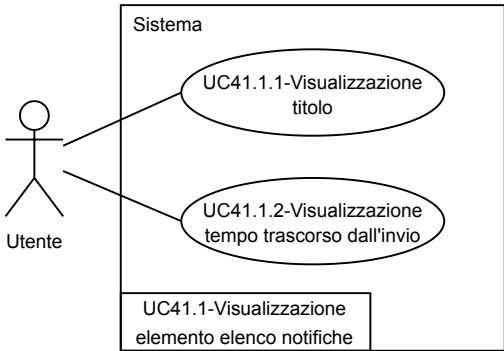 Sistema
UC41.1.1-Visualizzazione
titolo
UC41.1.2-Visualizzazione
tempo trascorso dall'invio
Utente
UC41.1-Visualizzazione
elemento elenco notifiche